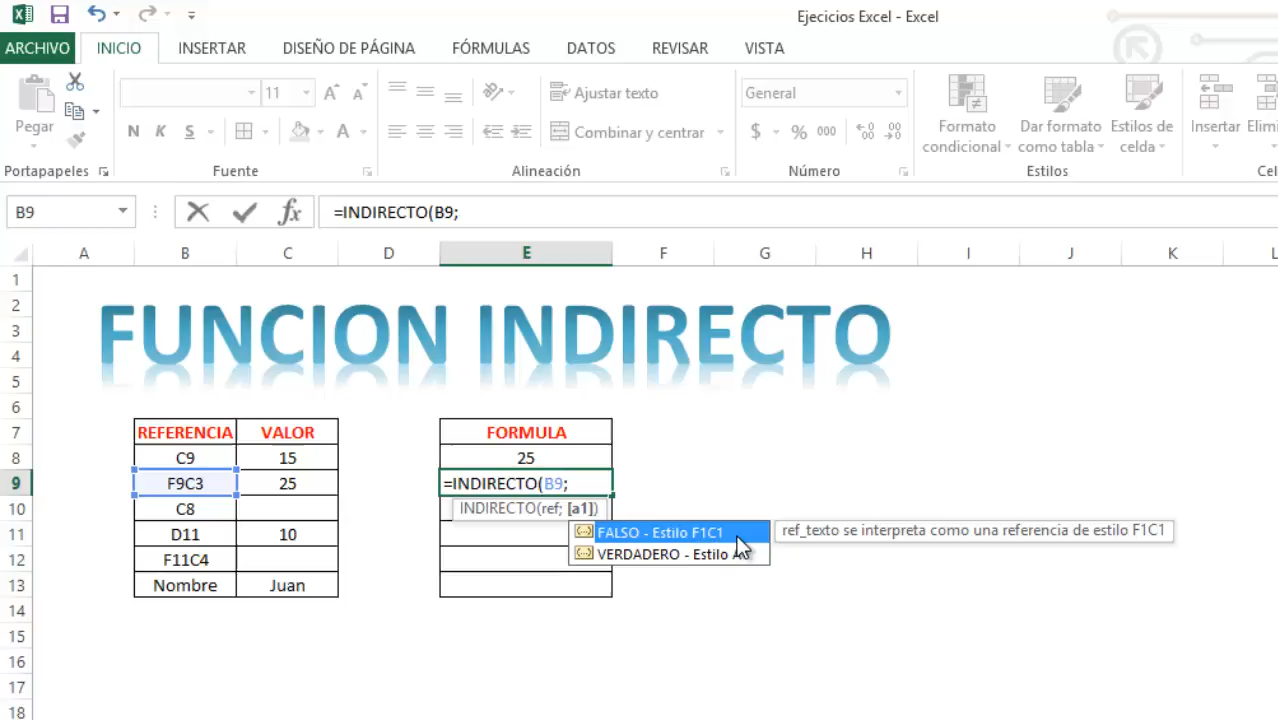 Ejecicios Excel - Excel
ARCHIVO INICIO INSERTAR DISEÑO DE PÁGINA FÓRMULAS DATOS REVISAR VISTA
Pegar
11
N K S
A A
A
Ajustar texto
Combinar y centrar
General
$ % 000
Formato condicional
Dar formato como tabla
Estilos de celda
Insertar
Portapapeles Fuente Alineación Número Estilos
B9 fx =INDIRECTO(B9;
A B C D E F G H I J K L
1
2
3
4
5
FUNCION INDIRECTO
6
7 REFERENCIA VALOR FORMULA
8 C9 15 25
9 F9C3 25 =INDIRECTO(B9;
10 C8 INDIRECTO(ref; [a1])
11 D11 10 FALSO - Estilo F1C1 ref_texto se interpreta como una referencia de estilo F1C1
VERDADERO - Estilo
12 F11C4
13 Nombre Juan
14
15
16
17
18